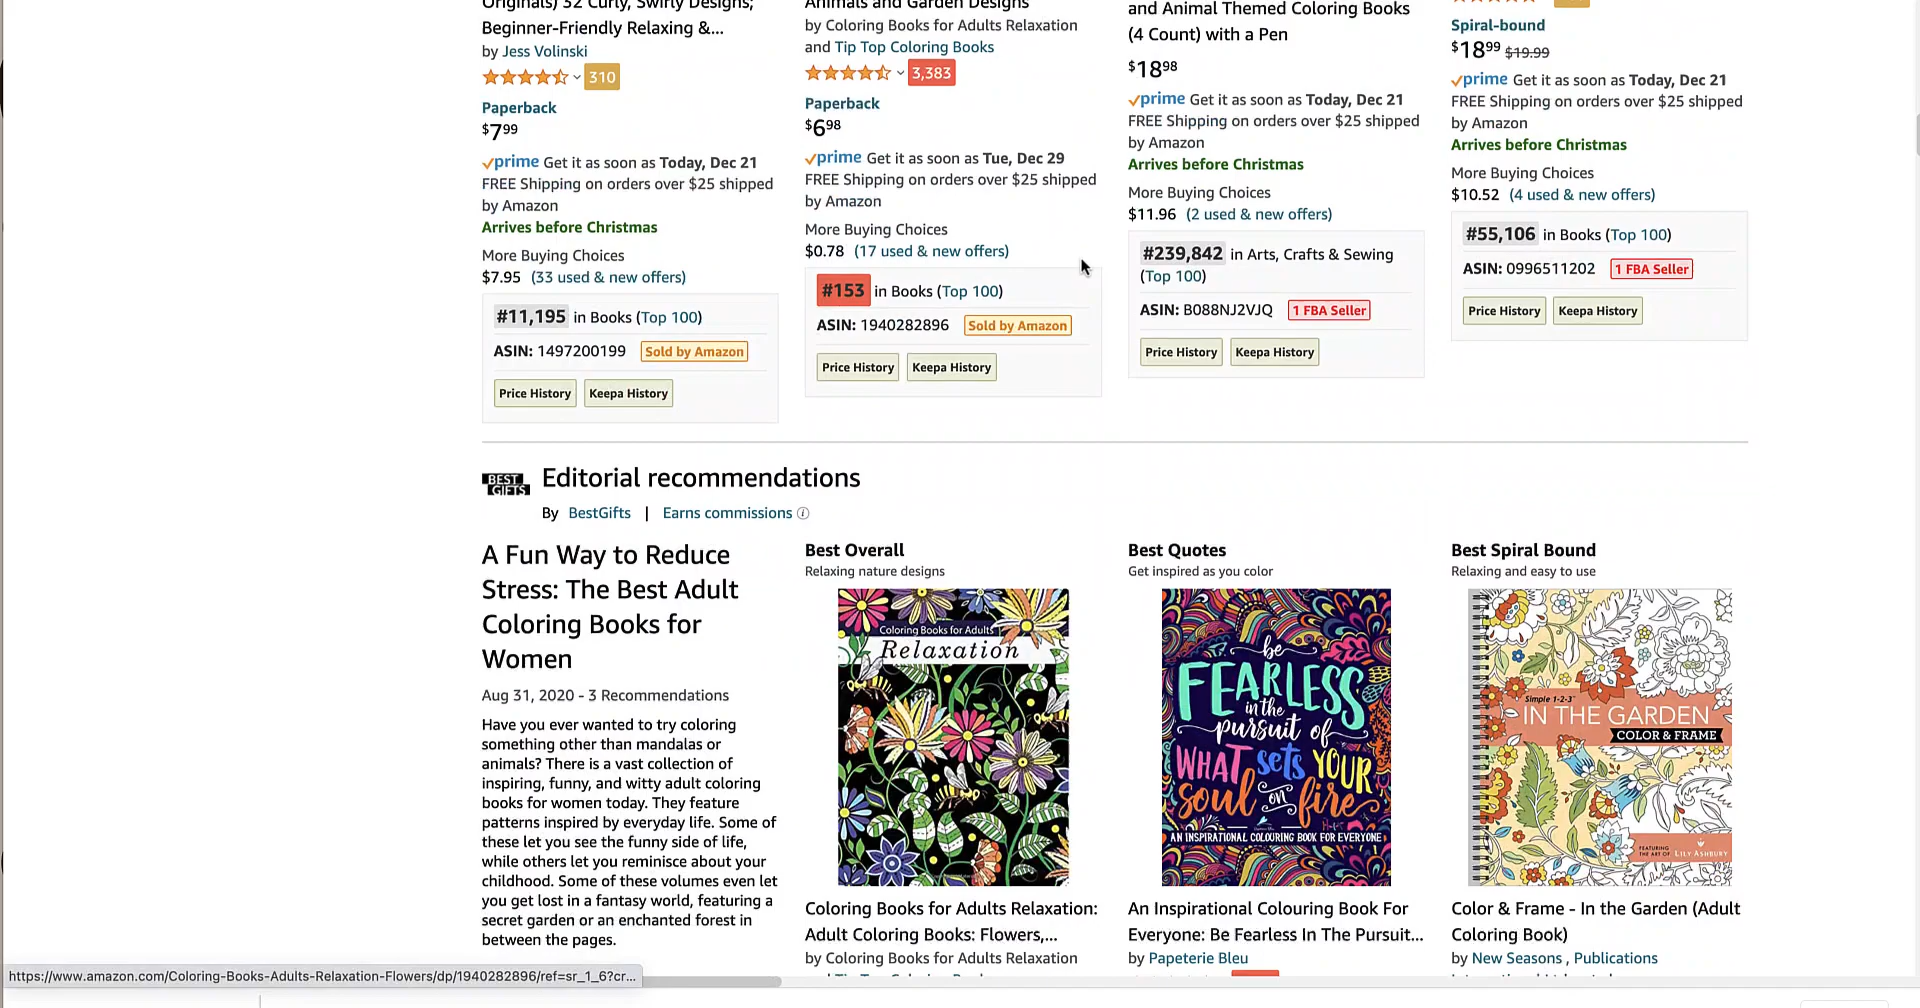 Originals) 32 Curly, Swirly Designs;
Beginner-Friendly Relaxing &...
by Jess Volinski
310
Paperback
$7.99
prime Get it as soon as Today, Dec 21
FREE Shipping on orders over $25 shipped
by Amazon
Arrives before Christmas
More Buying Choices
$7.95 (33 used & new offers)
#11,195 in Books (Top 100)
ASIN: 1497200199 Sold by Amazon
Price History Keepa History
Animals and Garden Designs
by Coloring Books for Adults Relaxation
and Tip Top Coloring Books
3,383
Paperback
$6.98
prime Get it as soon as Tue, Dec 29
FREE Shipping on orders over $25 shipped
by Amazon
More Buying Choices
$0.78 (17 used & new offers)
#153 in Books (Top 100)
ASIN: 1940282896 Sold by Amazon
Price History Keepa History
and Animal Themed Coloring Books
(4 Count) with a Pen
$18.98
prime Get it as soon as Today, Dec 21
FREE Shipping on orders over $25 shipped
by Amazon
Arrives before Christmas
More Buying Choices
$11.96 (2 used & new offers)
#239,842 in Arts, Crafts & Sewing
(Top 100)
ASIN: B088NJ2VJQ 1 FBA Seller
Price History Keepa History
Spiral-bound
$18.99 $19.99
prime Get it as soon as Today, Dec 21
FREE Shipping on orders over $25 shipped
by Amazon
Arrives before Christmas
More Buying Choices
$10.52 (4 used & new offers)
#55,106 in Books (Top 100)
ASIN: 0996511202 1 FBA Seller
Price History Keepa History
BEST
GIFTS
Editorial recommendations
By BestGifts | Earns commissions
A Fun Way to Reduce
Stress: The Best Adult
Coloring Books for
Women
Aug 31, 2020 - 3 Recommendations
Have you ever wanted to try coloring
something other than mandalas or
animals? There is a vast collection of
inspiring, funny, and witty adult coloring
books for women today. They feature
patterns inspired by everyday life. Some of
these let you see the funny side of life,
while others let you reminisce about your
childhood. Some of these volumes even let
you get lost in a fantasy world, featuring a
secret garden or an enchanted forest in
between the pages.
Best Overall
Relaxing nature designs
Coloring Books for Adults
Relaxation
Coloring Books for Adults Relaxation:
Adult Coloring Books: Flowers,...
by Coloring Books for Adults Relaxation
Best Quotes
Get inspired as you color
be
FEARLESS
in the
pursuit of
WHAT sets YOUR
soul on fire
AN INSPIRATIONAL COLOURING BOOK FOR EVERYONE
An Inspirational Colouring Book For
Everyone: Be Fearless In The Pursuit...
by Papeterie Bleu
Best Spiral Bound
Relaxing and easy to use
Simple 1-2-3
IN THE GARDEN
COLOR & FRAME
FEATURING
THE ART OF LILY ASHBURY
Color & Frame - In the Garden (Adult
Coloring Book)
by New Seasons , Publications
https://www.amazon.com/Coloring-Books-Adults-Relaxation-Flowers/dp/1940282896/ref=sr_1_6?cr...